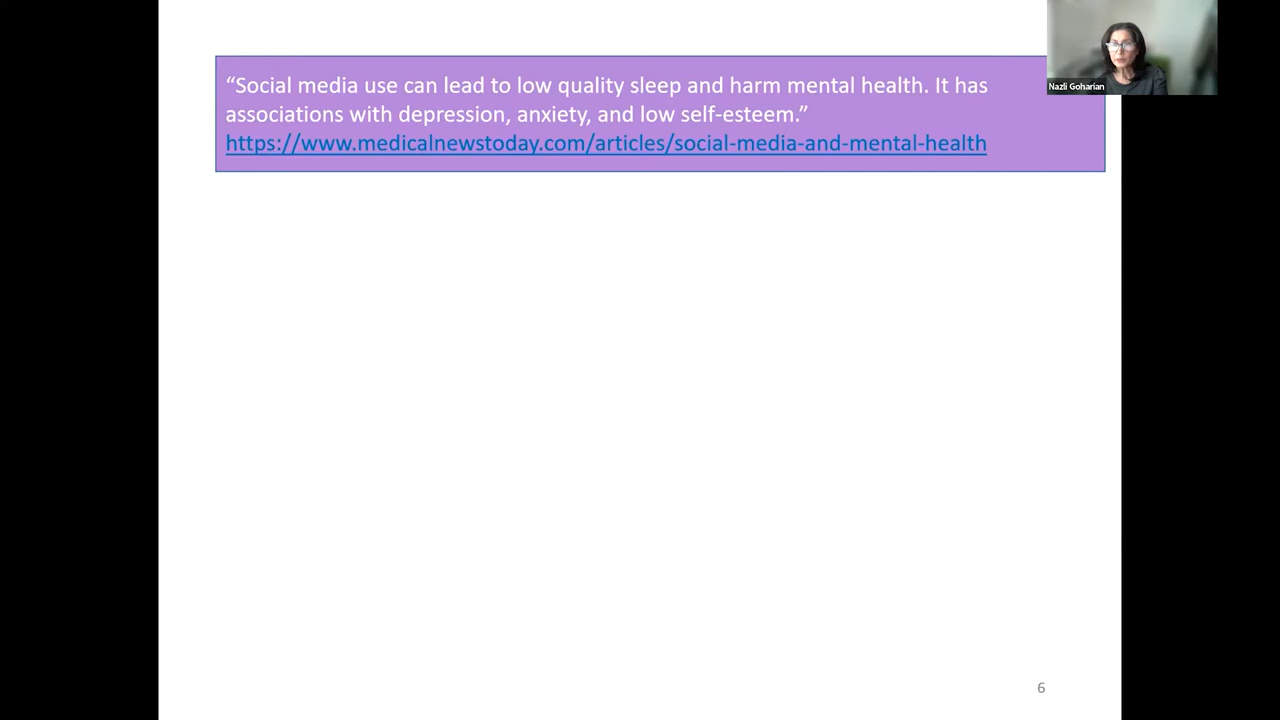 “Social media use can lead to low quality sleep and harm mental health. It has
associations with depression, anxiety, and low self-esteem.”
https://www.medicalnewstoday.com/articles/social-media-and-mental-health
Nazli Goharian
6